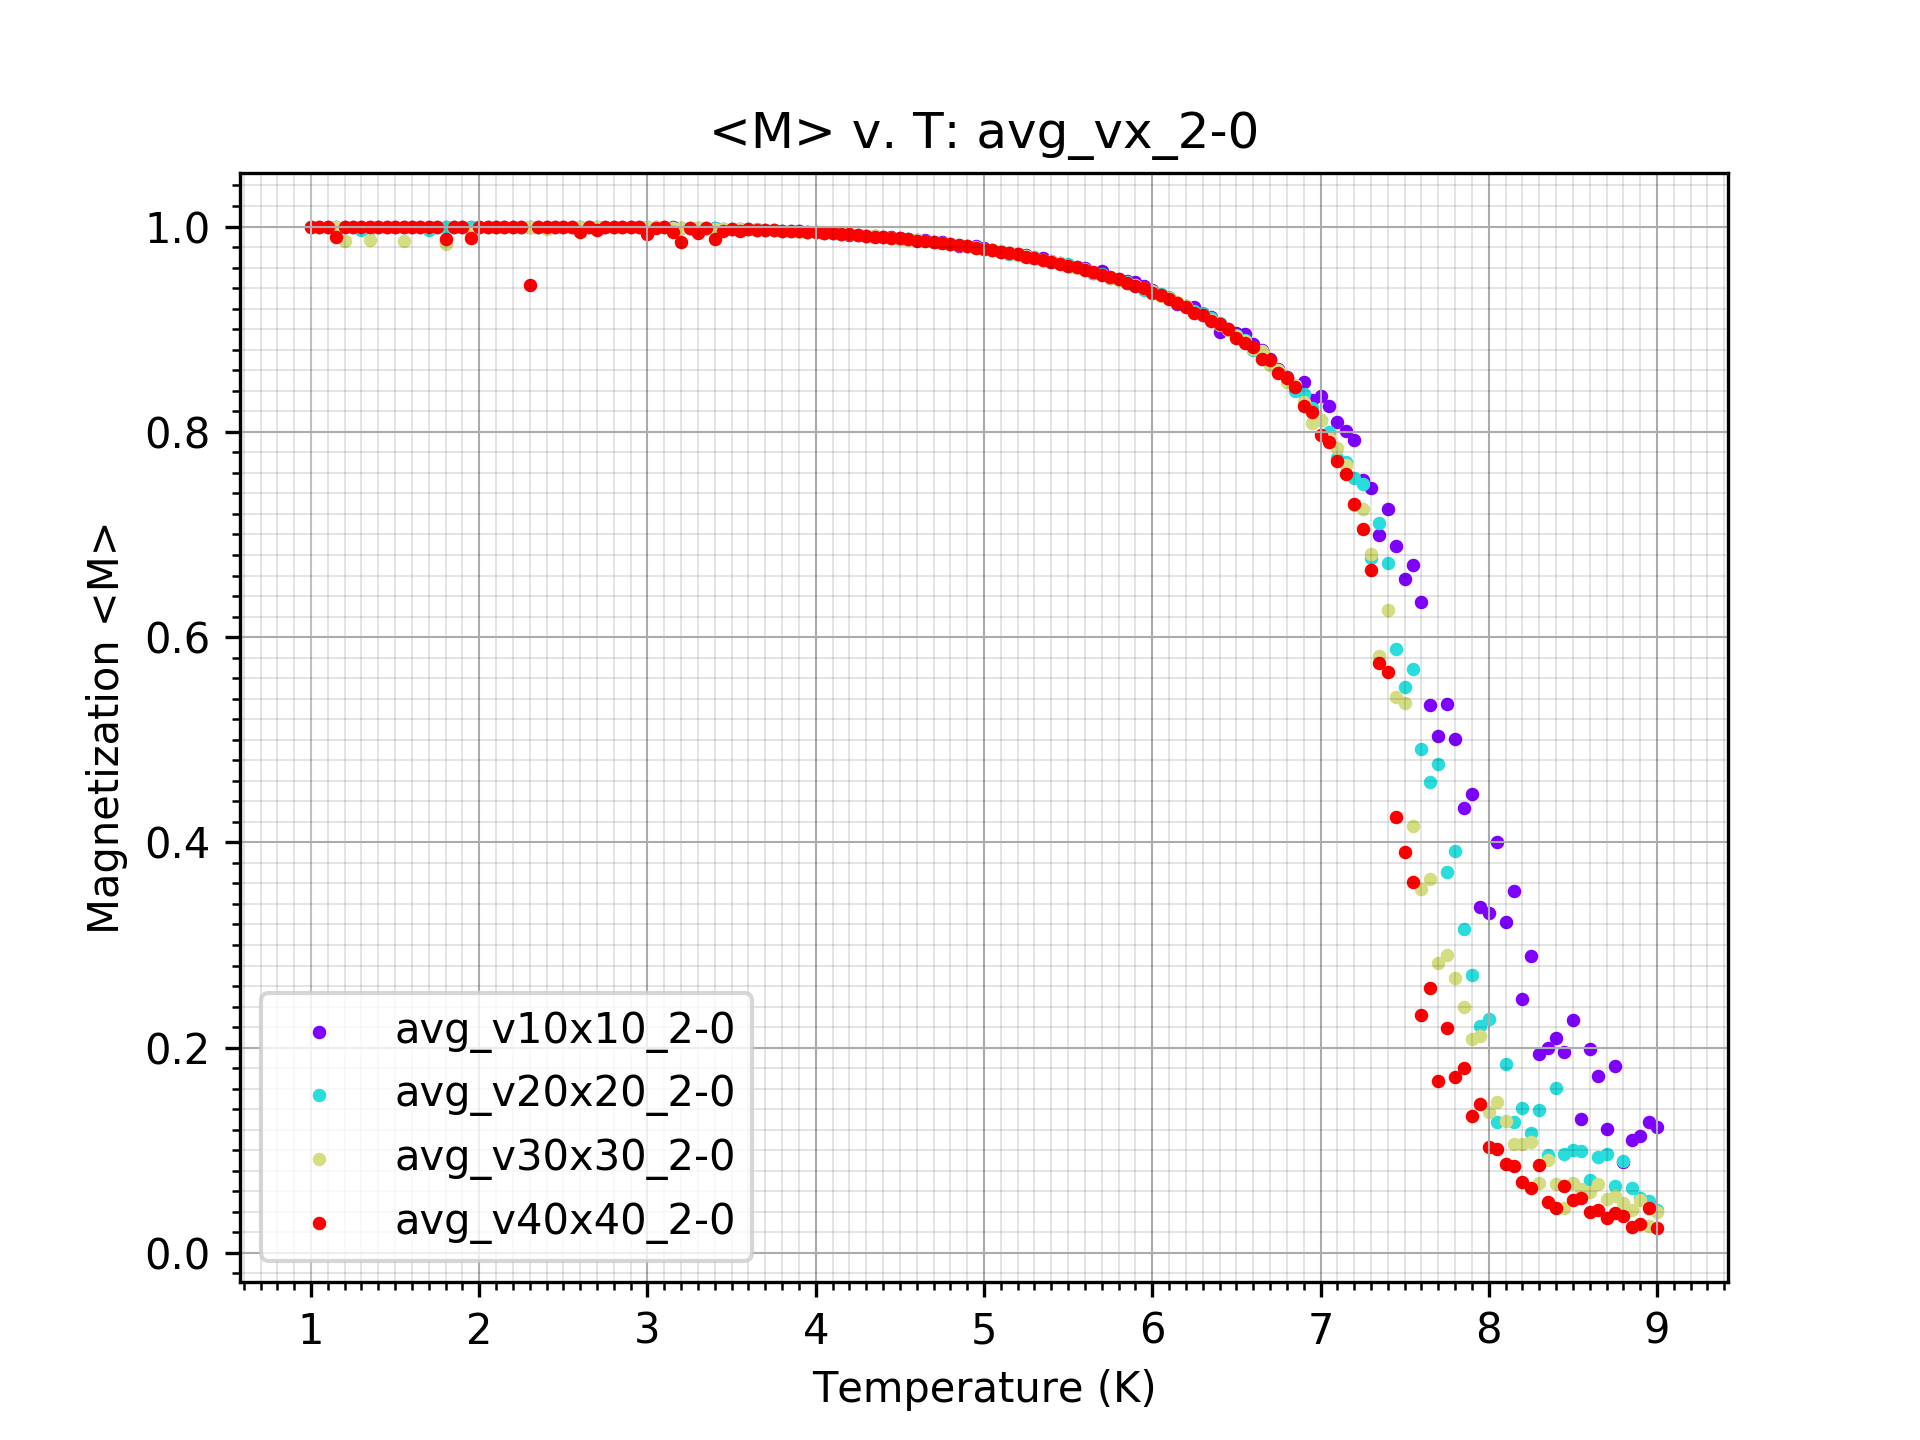 <M> v. T: avg_vx_2-0
Magnetization <M>
1.0
0.8
0.6
0.4
0.2
0.0
avg_v10x10_2-0
avg_v20x20_2-0
avg_v30x30_2-0
avg_v40x40_2-0
1 2 3 4 5 6 7 8 9
Temperature (K)